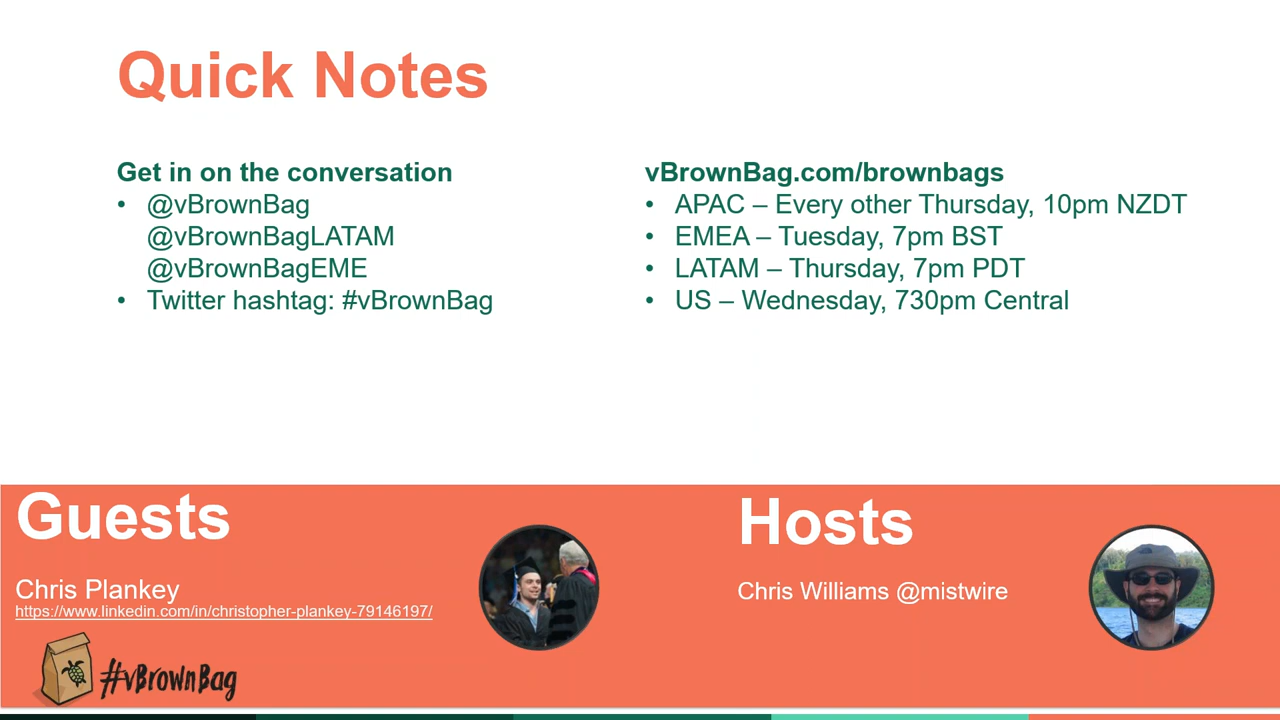 Quick Notes
Get in on the conversation
• @vBrownBag
@vBrownBagLATAM
@vBrownBagEME
• Twitter hashtag: #vBrownBag
vBrownBag.com/brownbags
• APAC – Every other Thursday, 10pm NZDT
• EMEA – Tuesday, 7pm BST
• LATAM – Thursday, 7pm PDT
• US – Wednesday, 730pm Central
Guests
Chris Plankey
https://www.linkedin.com/in/christopher-plankey-79146197/
#vBrownBag
Hosts
Chris Williams @mistwire